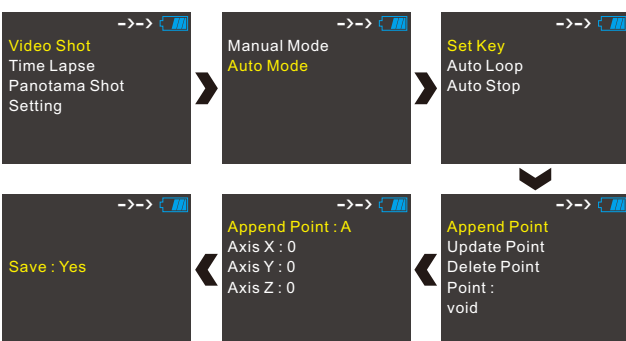 Video Shot
Time Lapse
Panotama Shot
Setting
Manual Mode
Auto Mode
Set Key
Auto Loop
Auto Stop
Append Point
Update Point
Delete Point
Point :
void
Append Point : A
Axis X : 0
Axis Y : 0
Axis Z : 0
Save : Yes